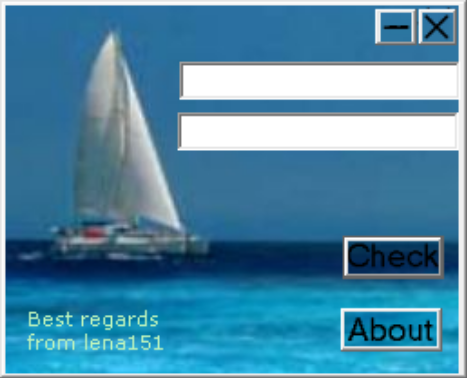 Check
About
Best regards
from lena151